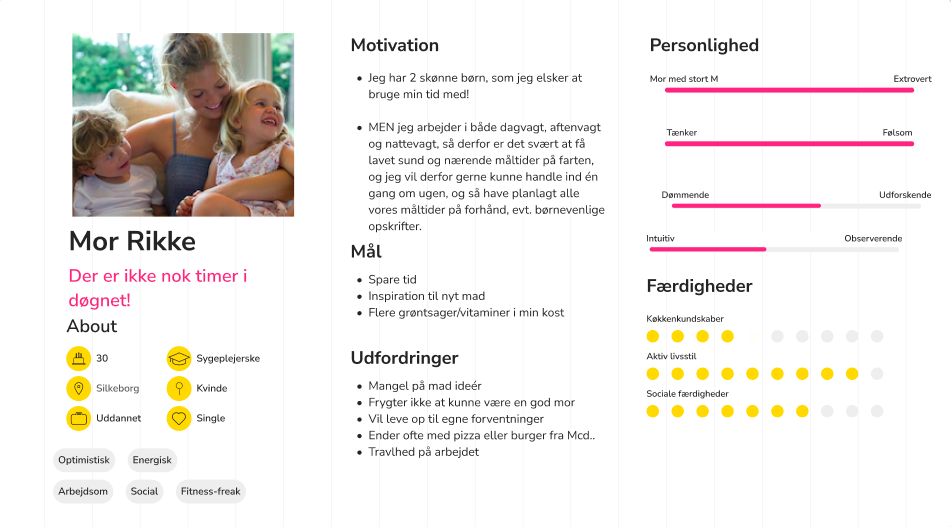 Mor Rikke
Der er ikke nok timer i
døgnet!
About
30
Sygeplejerske
Silkeborg
Kvinde
Uddannet
Single
Optimistisk
Energisk
Arbejdsom
Social
Fitness-freak
Motivation
• Jeg har 2 skønne børn, som jeg elsker at
bruge min tid med!
• MEN jeg arbejder i både dagvagt, aftenvagt
og nattevagt, så derfor er det svært at få
lavet sund og nærende måltider på farten,
og jeg vil derfor gerne kunne handle ind én
gang om ugen, og så have planlagt alle
vores måltider på forhånd, evt. børnevenlige
opskrifter.
Mål
• Spare tid
• Inspiration til nyt mad
• Flere grøntsager/vitaminer i min kost
Udfordringer
• Mangel på mad ideér
• Frygter ikke at kunne være en god mor
• Vil leve op til egne forventninger
• Ender ofte med pizza eller burger fra Mcd..
• Travlhed på arbejdet
Personlighed
Mor med stort M
Extrovert
Tænker
Følsom
Dømmende
Udforskende
Intuitiv
Observerende
Færdigheder
Køkkenkundskaber
Aktiv livsstil
Sociale færdigheder